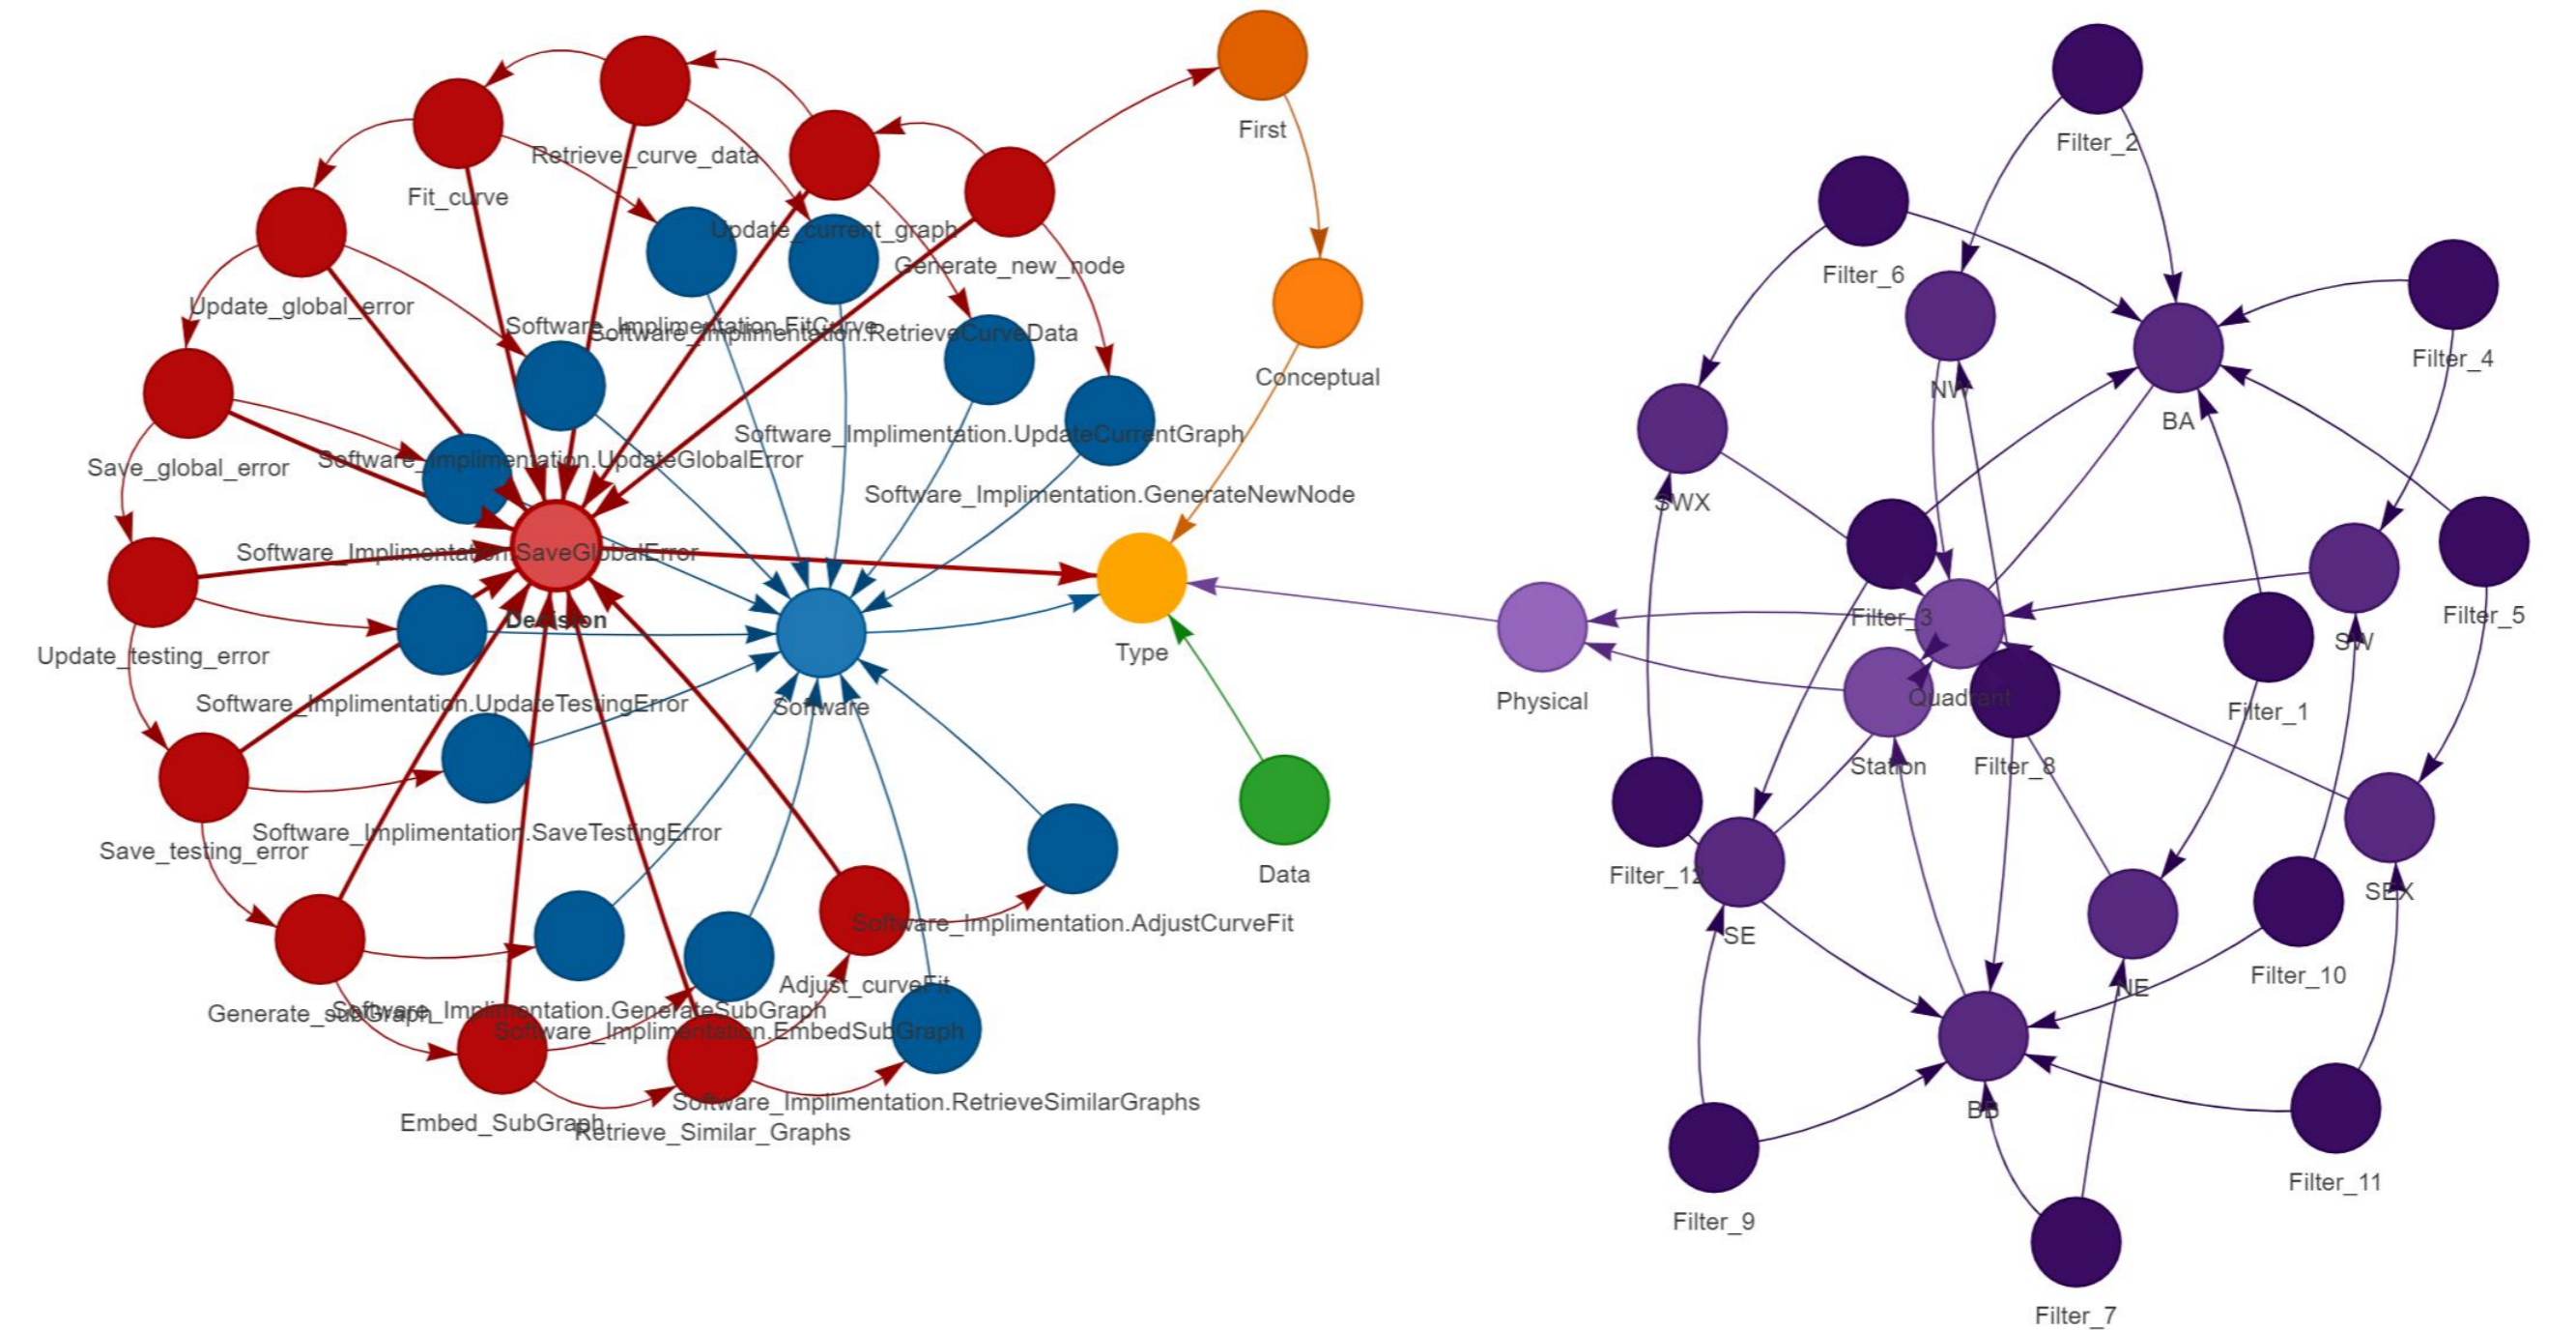 First
Filter_2
Retrieve_curve_data
Fit_curve
Update_current_graph
Generate_new_node
Filter_6
Update_global_error
Software_Implimentation.FitCurve
Software_Implimentation.RetrieveCurveData
Filter_4
Conceptual
NW
BA
Software_Implimentation.UpdateCurrentGraph
Save_global_error
Software_Implimentation.UpdateGlobalError
Software_Implimentation.GenerateNewNode
SWX
Software_Implimentation.SaveGlobalError
Decision
Filter_3
Filter_5
Update_testing_error
Type
SW
Software_Implimentation.UpdateTestingError
Software
Physical
Quadrant
Filter_1
Station
Filter_8
Software_Implimentation.SaveTestingError
Save_testing_error
Data
Filter_12
SEX
Software_Implimentation.AdjustCurveFit
SE
Adjust_curveFit
NE
Filter_10
Generate_subGraph
Software_Implimentation.GenerateSubGraph
Software_Implimentation.EmbedSubGraph
Software_Implimentation.RetrieveSimilarGraphs
BB
Embed_SubGraph
Retrieve_Similar_Graphs
Filter_11
Filter_9
Filter_7